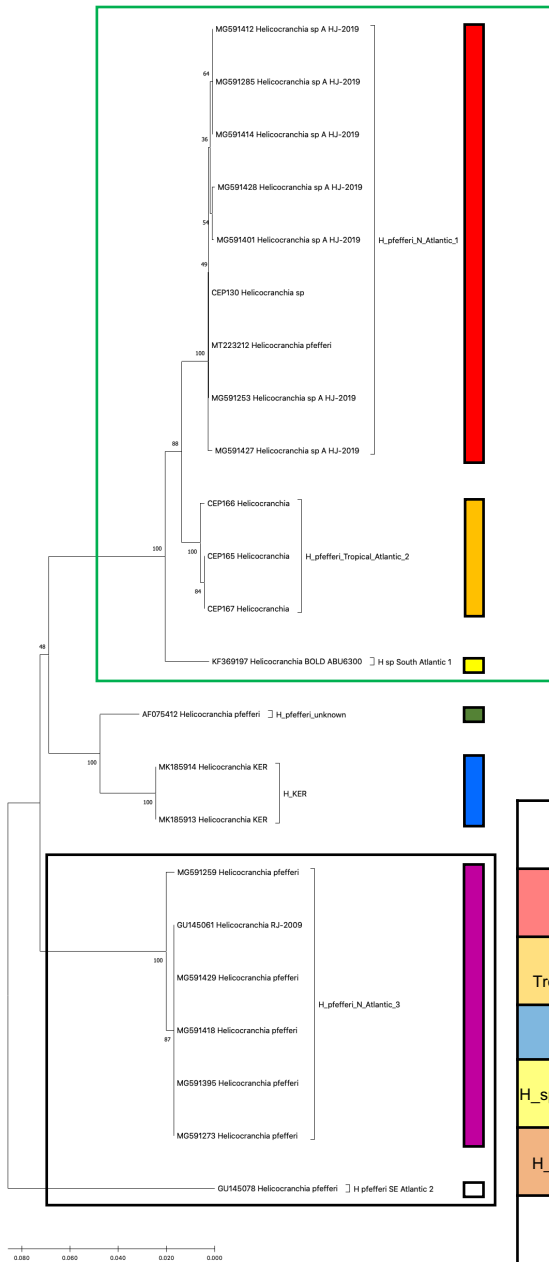 MG591412 Helicocranchia sp A HJ-2019
64
MG591285 Helicocranchia sp A HJ-2019
MG591414 Helicocranchia sp A HJ-2019
36
MG591428 Helicocranchia sp A HJ-2019
54
MG591401 Helicocranchia sp A HJ-2019
H_pfefferi_N_Atlantic_1
49
CEP130 Helicocranchia sp
MT223212 Helicocranchia pfefferi
100
MG591253 Helicocranchia sp A HJ-2019
88
MG591427 Helicocranchia sp A HJ-2019
CEP166 Helicocranchia
100
CEP165 Helicocranchia
H_pfefferi_Tropical_Atlantic_2
100
84
CEP167 Helicocranchia
48
KF369197 Helicocranchia BOLD ABU6300
H sp South Atlantic 1
AF075412 Helicocranchia pfefferi
H_pfefferi_unknown
100
MK185914 Helicocranchia KER
H_KER
100
MK185913 Helicocranchia KER
MG591259 Helicocranchia pfefferi
GU145061 Helicocranchia RJ-2009
100
MG591429 Helicocranchia pfefferi
H_pfefferi_N_Atlantic_3
MG591418 Helicocranchia pfefferi
87
MG591395 Helicocranchia pfefferi
MG591273 Helicocranchia pfefferi
GU145078 Helicocranchia pfefferi
H pfefferi SE Atlantic 2
0.080 0.060 0.040 0.020 0.000